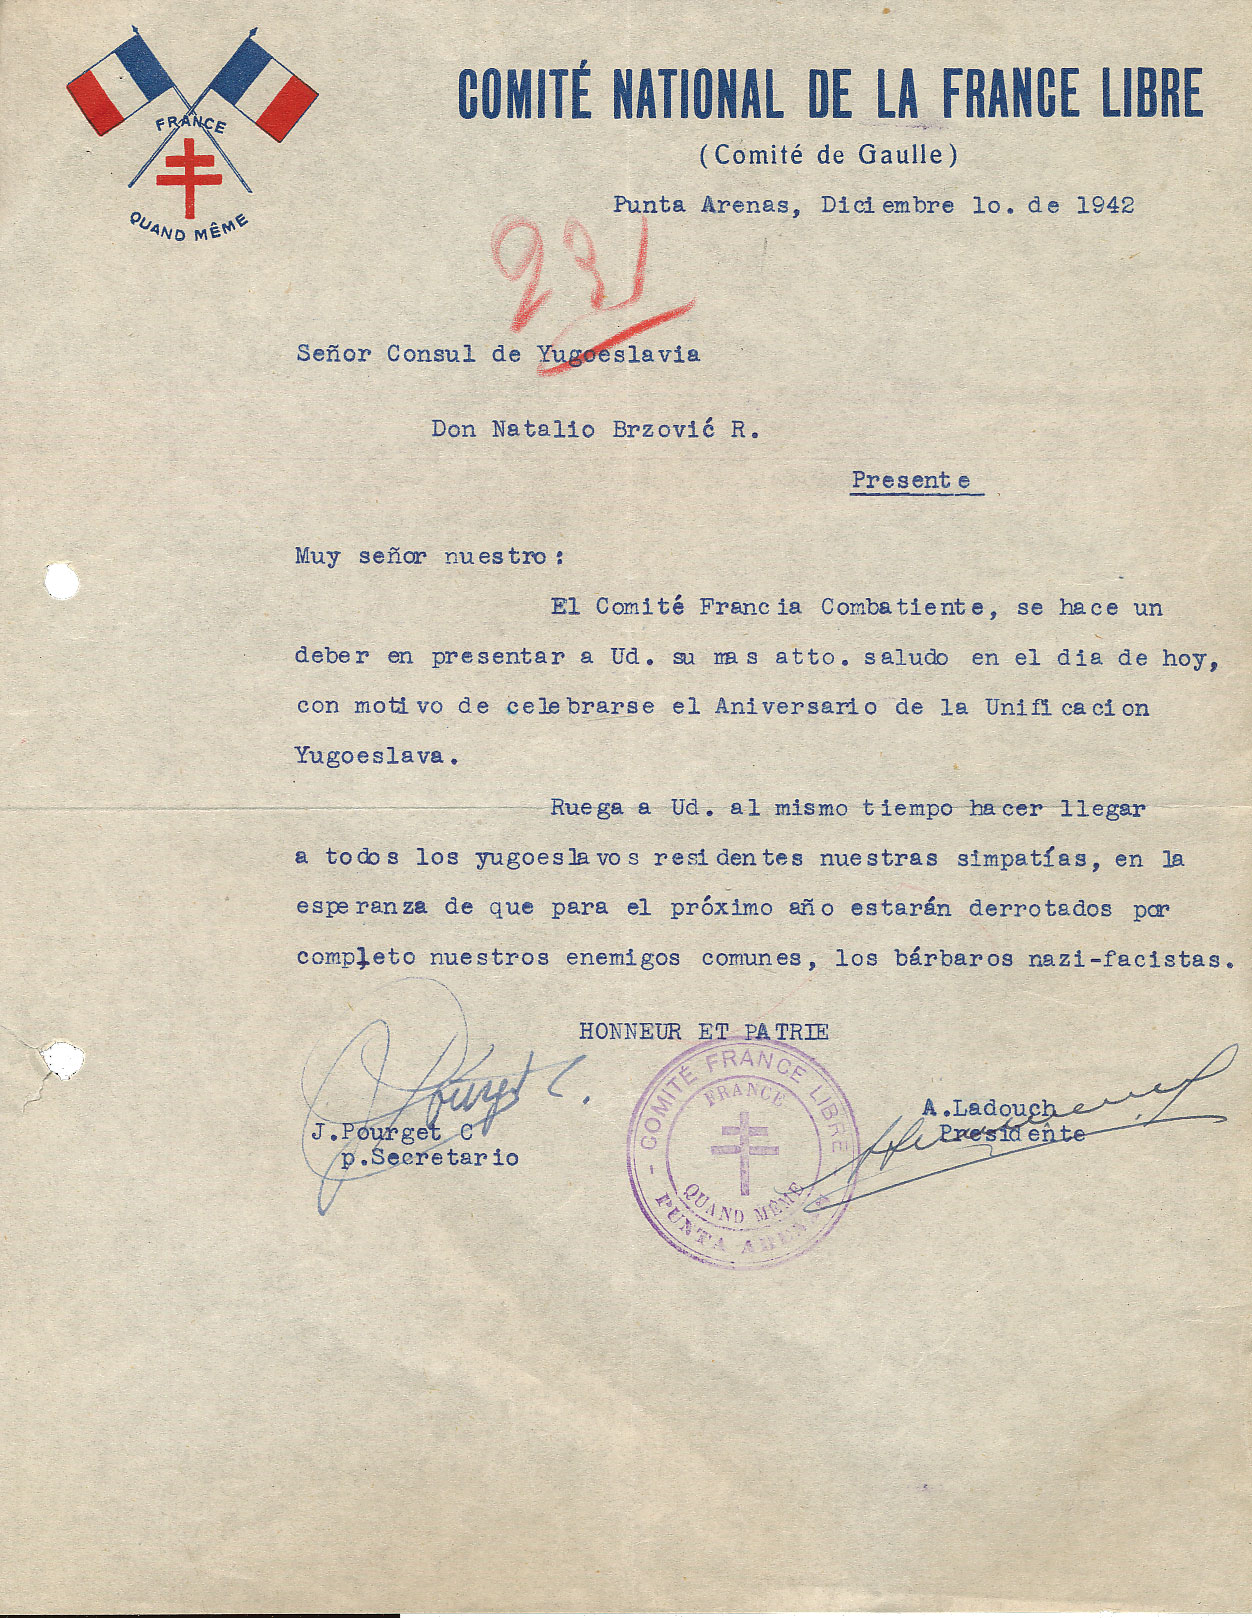 FRANCE
QUAND MÊME
COMITÉ NATIONAL DE LA FRANCE LIBRE
(Comité de Gaulle)
Punta Arenas, Diciembre 1o. de 1942
Señor Consul de Yugoeslavia
Don Natalio Brzović R.
Presente
Muy señor nuestro:
El Comité Francia Combatiente, se hace un
deber en presentar a Ud. su mas atto. saludo en el dia de hoy,
con motivo de celebrarse el Aniversario de la Unificacion
Yugoeslava.
Ruega a Ud. al mismo tiempo hacer llegar
a todos los yugoeslavos residentes nuestras simpatías, en la
esperanza de que para el próximo año estarán derrotados por
completo nuestros enemigos comunes, los bárbaros nazi-facistas.
HONNEUR ET PATRIE
J.Pourget C
p.Secretario
- COMITÉ FRANCE LIBRE
FRANCE
QUAND MÊME
PUNTA ARENAS
A.Ladouch
Presidente